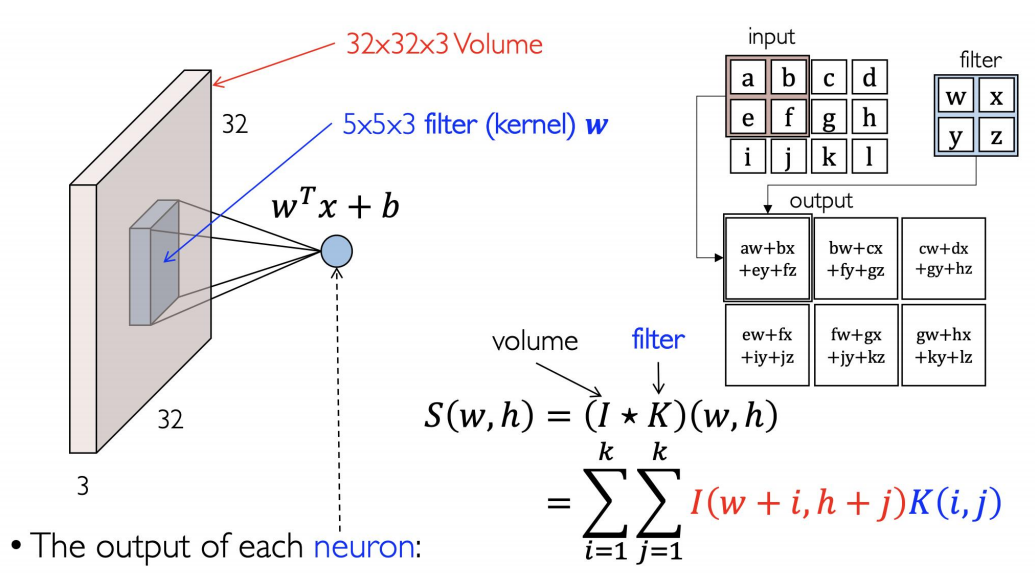 32x32x3 Volume
32
5x5x3 filter (kernel) w
w^T x + b
32
3
• The output of each neuron:
input
a b c d
e f g h
i j k l
filter
w x
y z
output
aw+bx
+ey+fz
bw+cx
+fy+gz
cw+dx
+gy+hz
ew+fx
+iy+jz
fw+gx
+jy+kz
gw+hx
+ky+lz
volume
filter
S(w, h) = (I ⋆ K)(w, h)
= ∑_{i=1}^{k} ∑_{j=1}^{k} I(w + i, h + j)K(i, j)